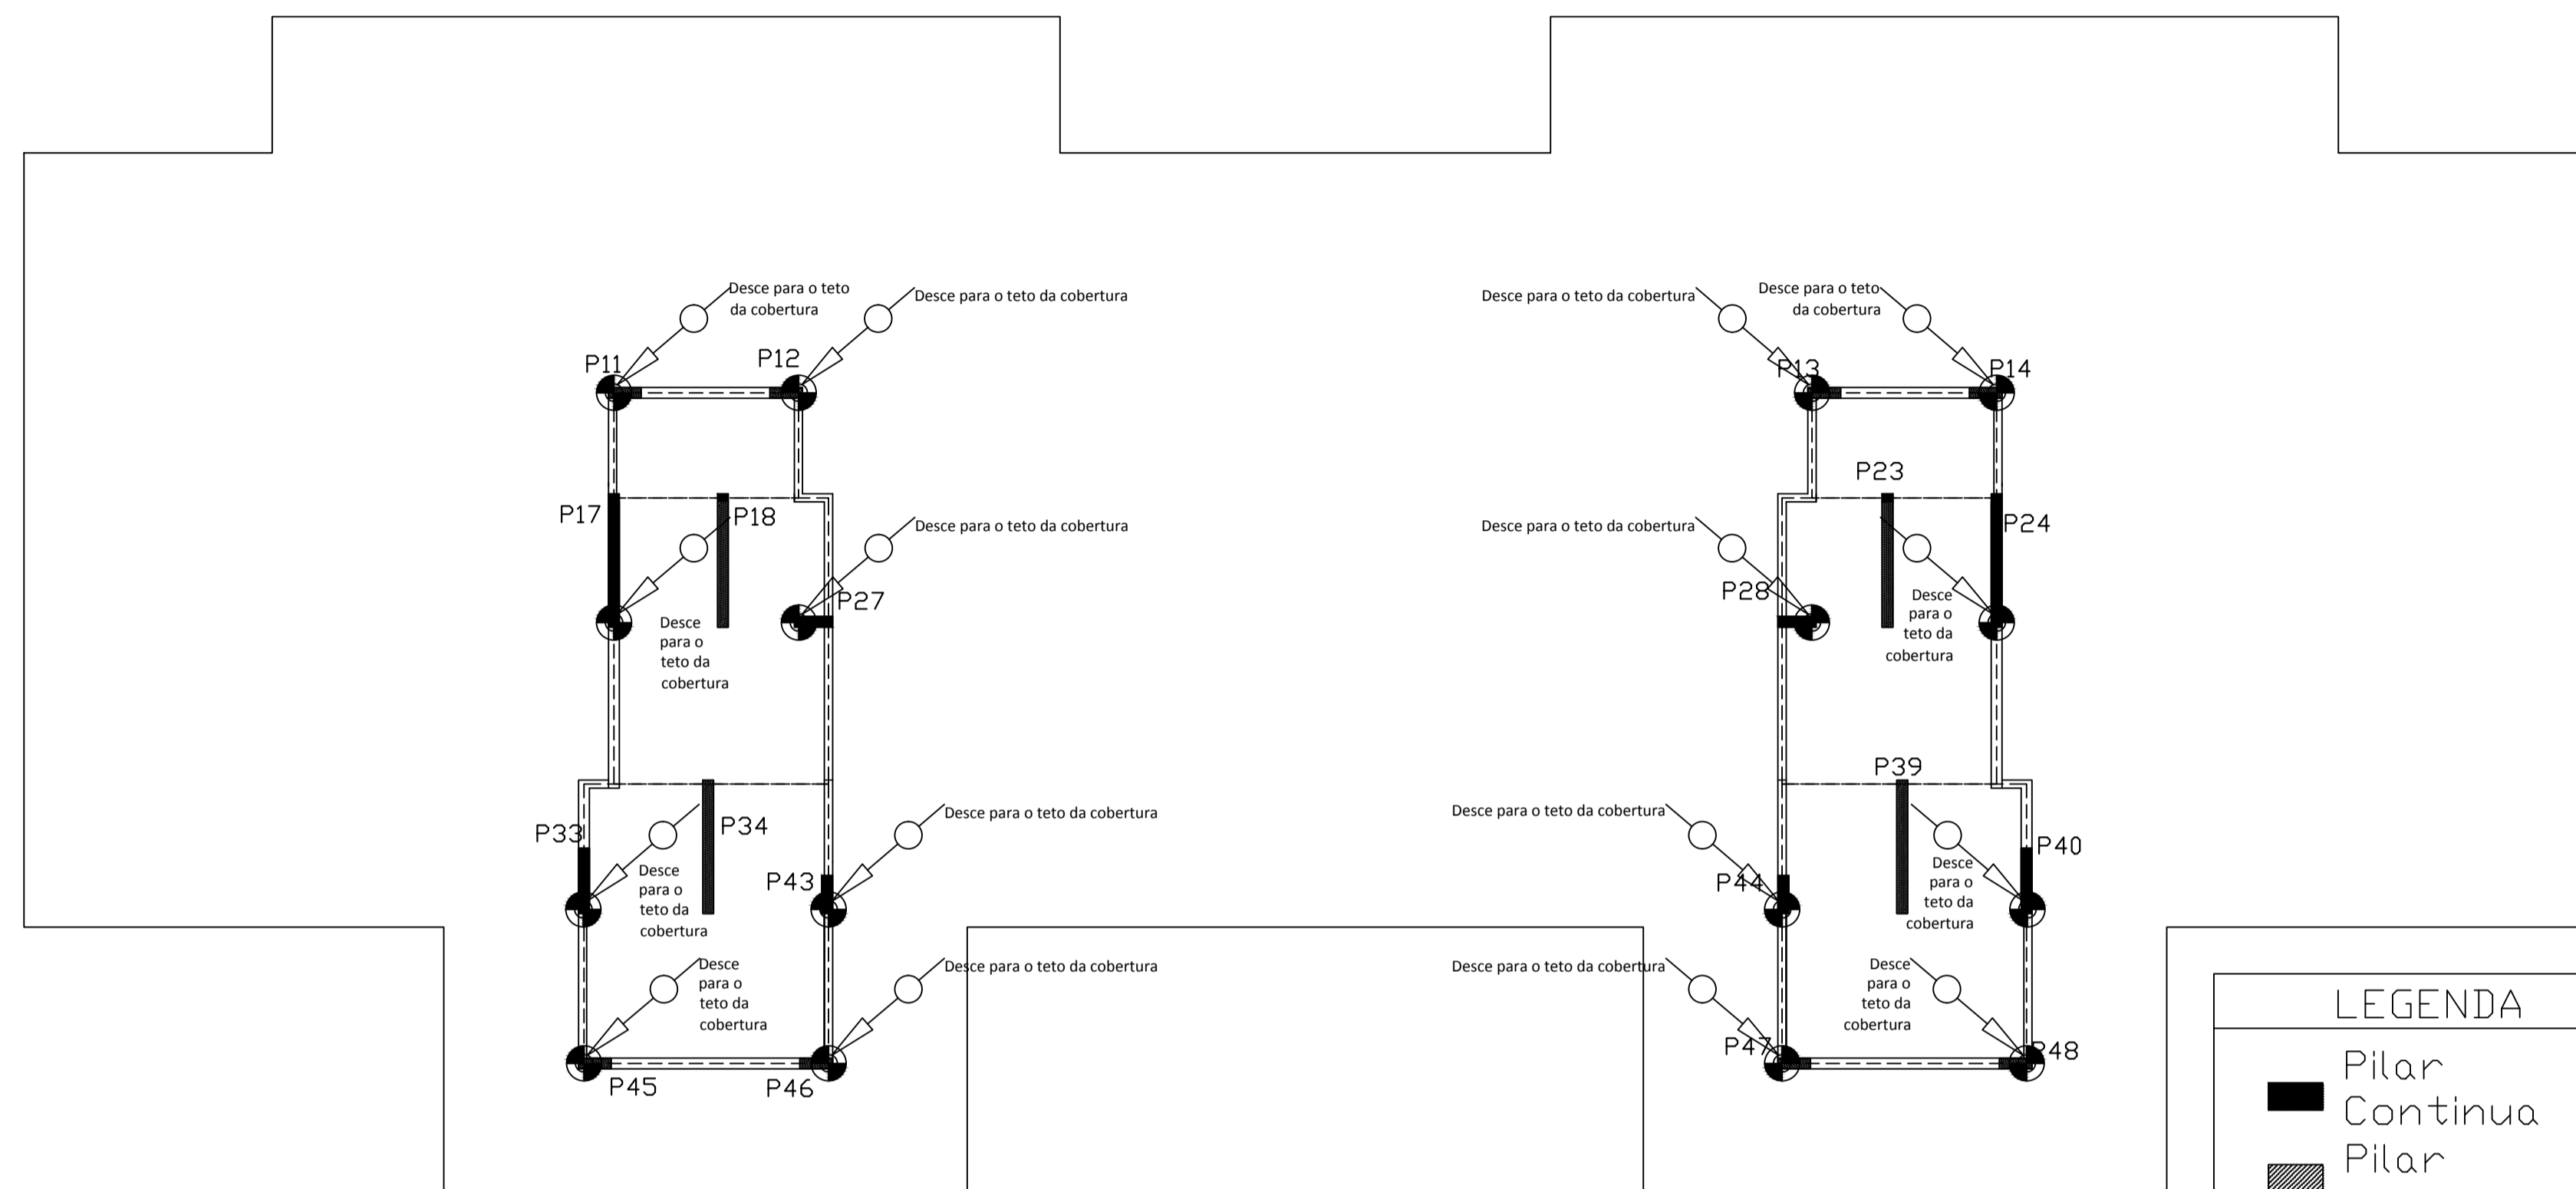 Desce para o teto
da cobertura
Desce para o teto da cobertura
Desce para o teto da cobertura
Desce para o teto
da cobertura
P11
P12
P13
P14
P23
P17
P18
P24
Desce para o teto da cobertura
Desce para o teto da cobertura
P27
P28
Desce
para o
teto da
cobertura
Desce
para o
teto da
cobertura
P39
P33
P34
Desce para o teto da cobertura
Desce para o teto da cobertura
P40
P43
P44
Desce
para o
teto da
cobertura
Desce
para o
teto da
cobertura
Desce
para o
teto da
cobertura
Desce para o teto da cobertura
Desce para o teto da cobertura
Desce
para o
teto da
cobertura
P45
P46
P47
P48
LEGENDA
Pilar
Continua
Pilar